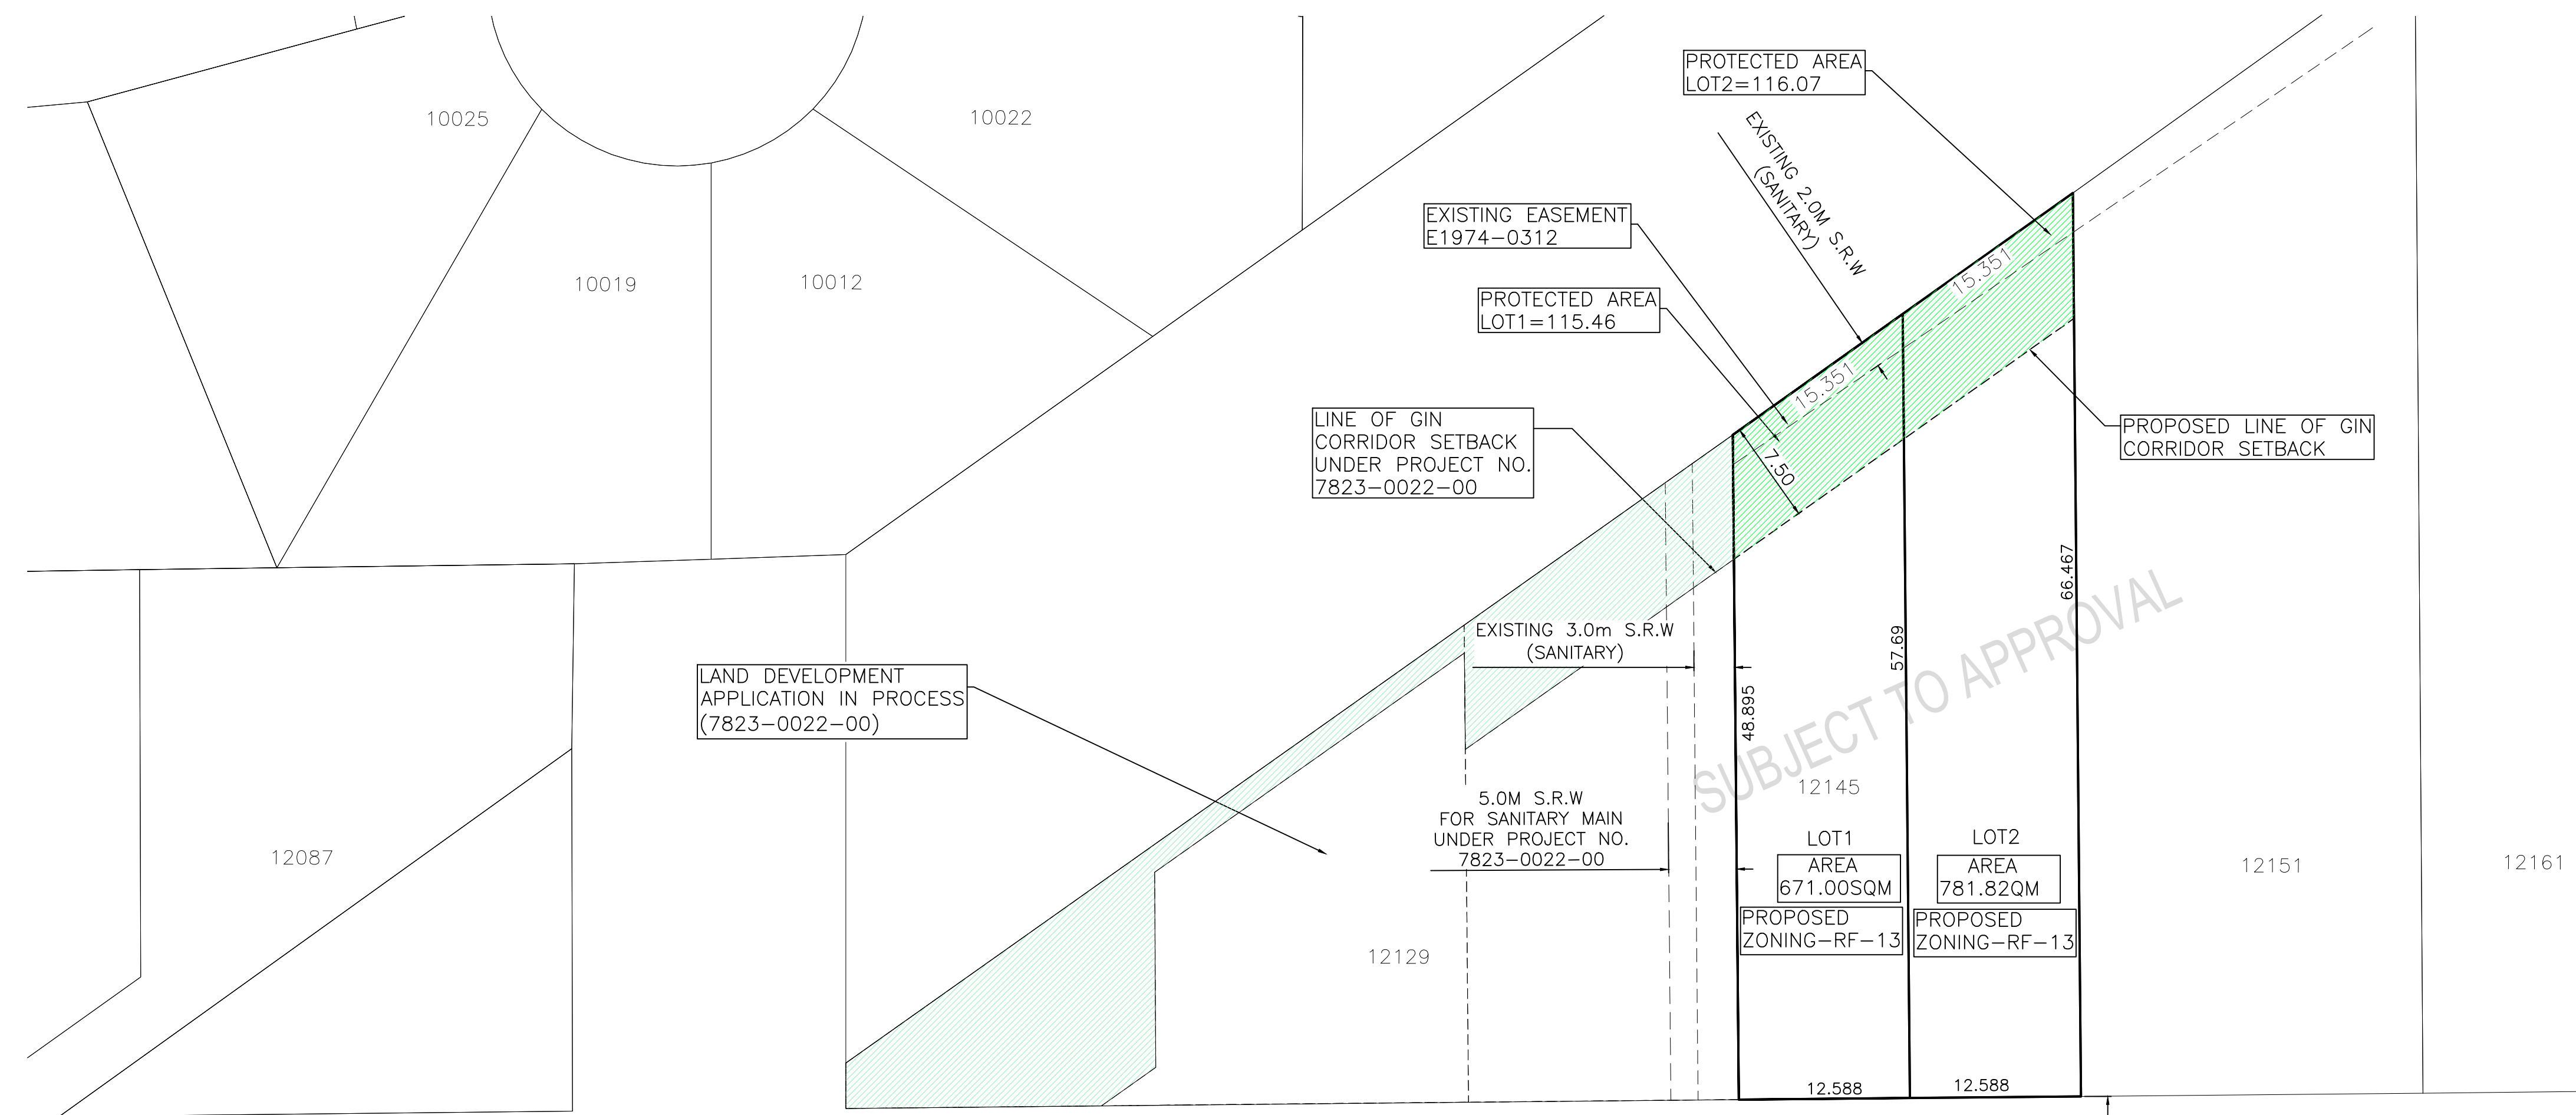 10025
10022
10019
10012
PROTECTED AREA
LOT2=116.07
EXISTING 2.0M S.R.W
(SANITARY)
EXISTING EASEMENT
E1974-0312
PROTECTED AREA
LOT1=115.46
15.351
15.351
7.50
LINE OF GIN
CORRIDOR SETBACK
UNDER PROJECT NO.
7823-0022-00
PROPOSED LINE OF GIN
CORRIDOR SETBACK
EXISTING 3.0m S.R.W
(SANITARY)
LAND DEVELOPMENT
APPLICATION IN PROCESS
(7823-0022-00)
48.895
57.69
66.467
SUBJECT TO APPROVAL
5.0M S.R.W
FOR SANITARY MAIN
UNDER PROJECT NO.
7823-0022-00
12145
LOT1
AREA
671.00SQM
PROPOSED
ZONING-RF-13
LOT2
AREA
781.82QM
PROPOSED
ZONING-RF-13
12087
12129
12151
12161
12.588
12.588